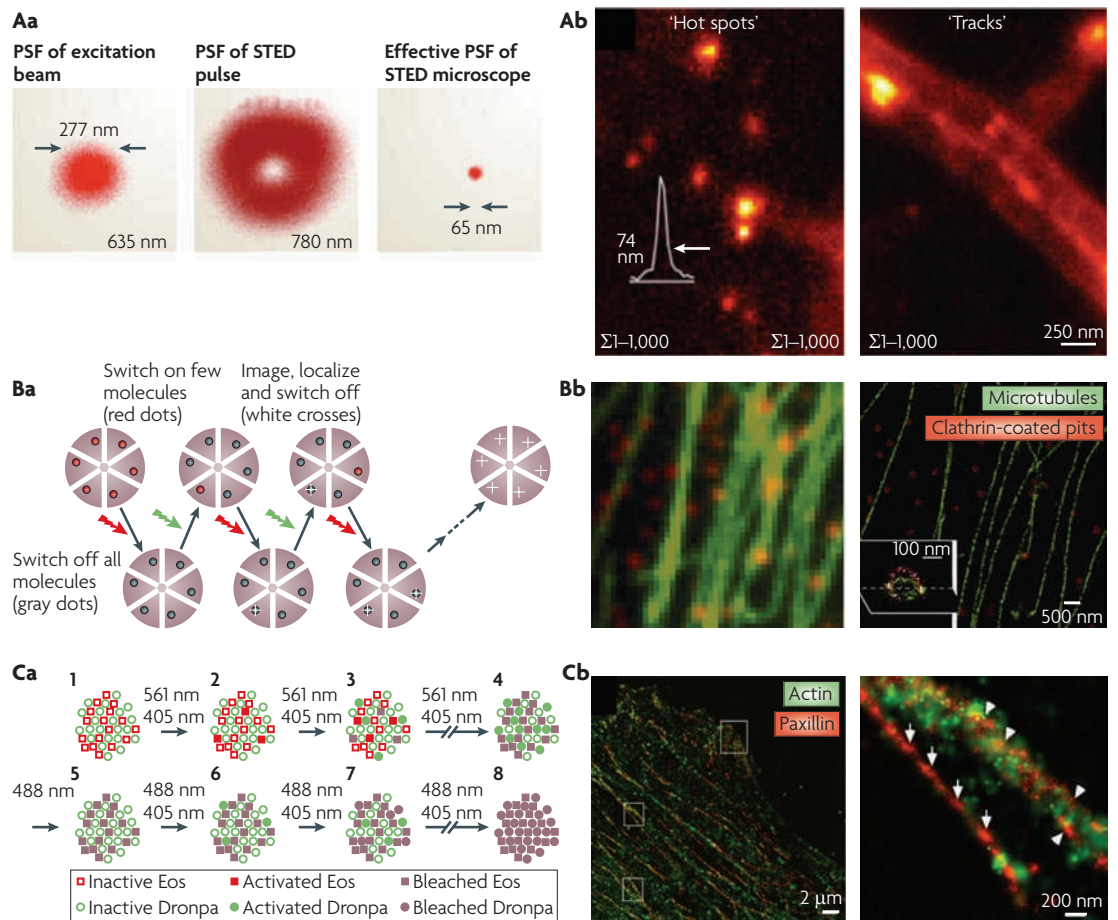 Aa
PSF of excitation
beam
PSF of STED
pulse
Effective PSF of
STED microscope
277 nm
635 nm
780 nm
65 nm
Ab
'Hot spots'
'Tracks'
74
nm
Σ1–1,000
Σ1–1,000
Σ1–1,000
250 nm
Ba
Switch on few
molecules
(red dots)
Image, localize
and switch off
(white crosses)
Switch off all
molecules
(gray dots)
Bb
Microtubules
Clathrin-coated pits
100 nm
500 nm
Ca
1
561 nm
405 nm
2
561 nm
405 nm
3
561 nm
405 nm
4
488 nm
5
488 nm
405 nm
6
488 nm
405 nm
7
488 nm
405 nm
8
Inactive Eos
Activated Eos
Bleached Eos
Inactive Dronpa
Activated Dronpa
Bleached Dronpa
Cb
Actin
Paxillin
2 μm
200 nm